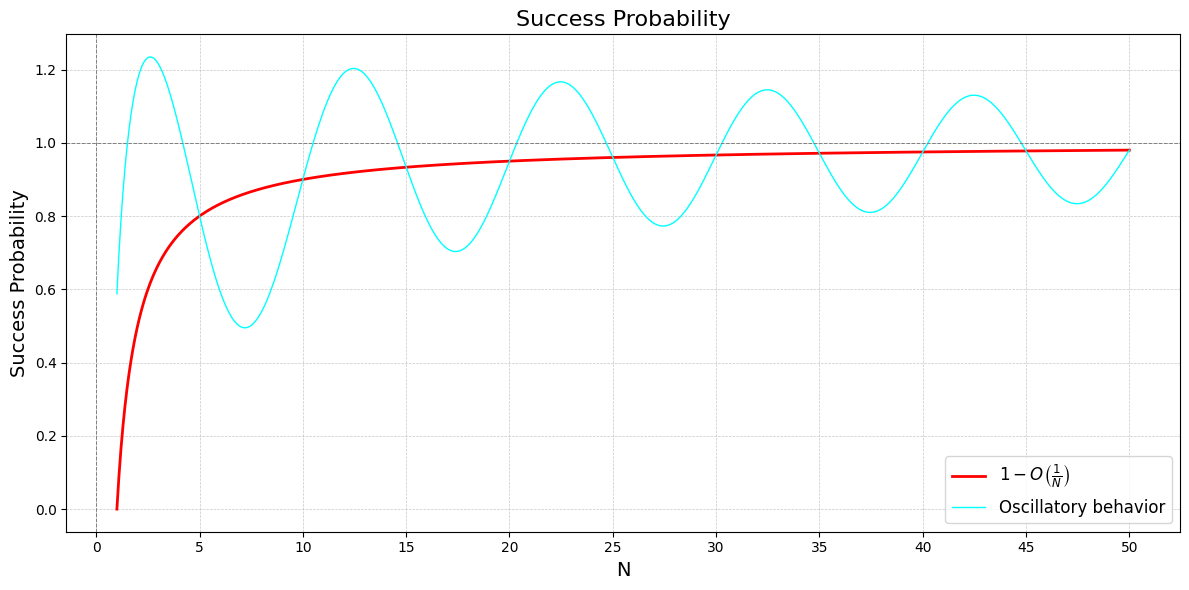 Success Probability
Success Probability
1.2
1.0
0.8
0.6
0.4
0.2
0.0
0 5 10 15 20 25 30 35 40 45 50
N
1 − O(1/N)
Oscillatory behavior